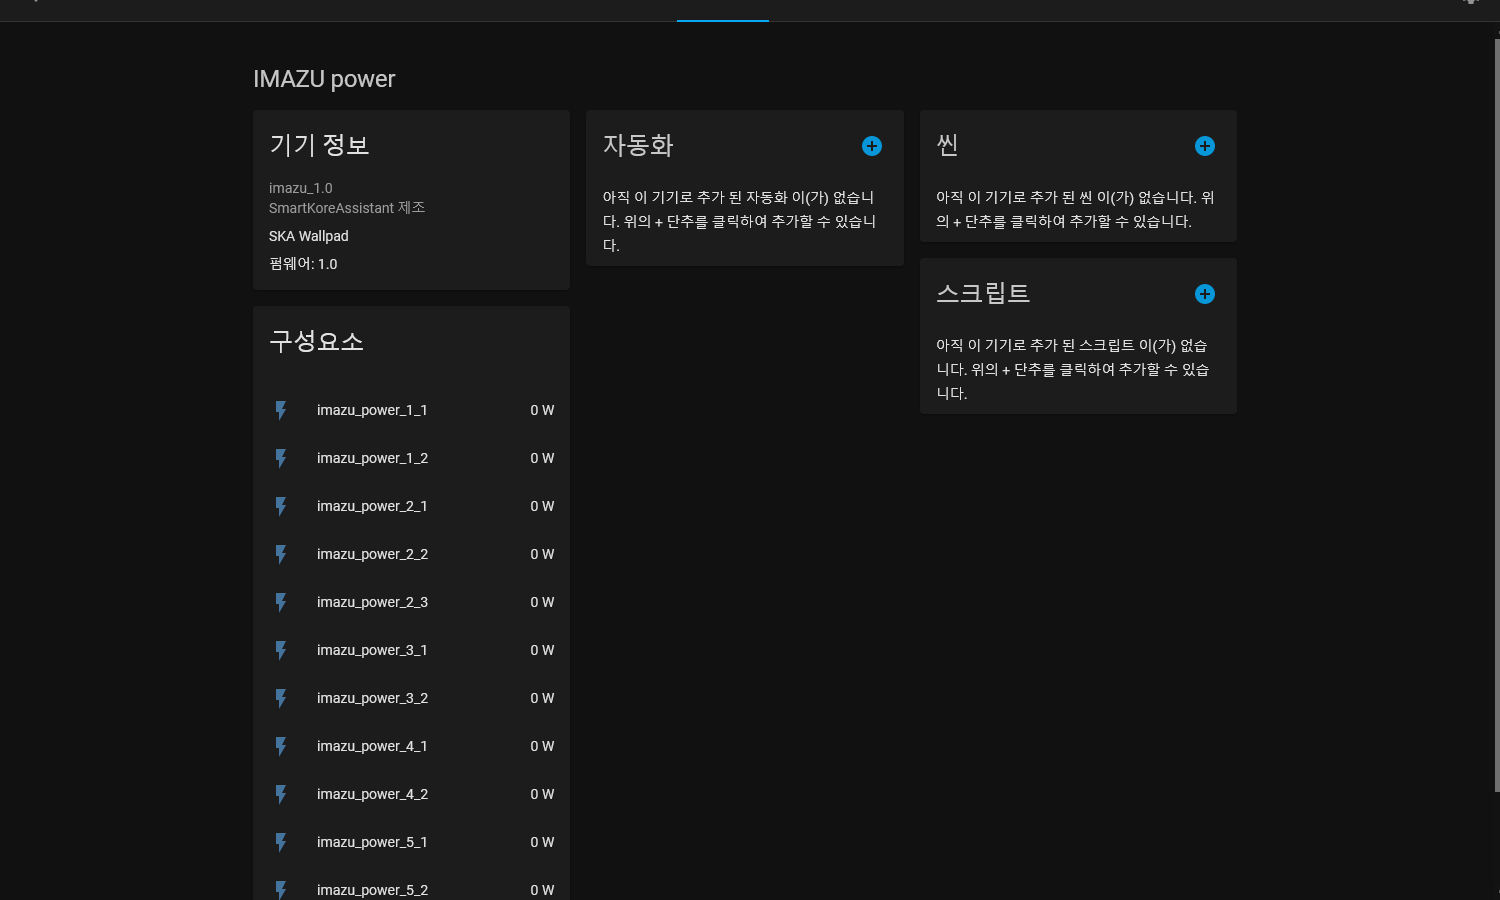 IMAZU power
기기 정보
imazu_1.0
SmartKoreAssistant 제조
SKA Wallpad
펌웨어: 1.0
구성요소
imazu_power_1_1 0 W
imazu_power_1_2 0 W
imazu_power_2_1 0 W
imazu_power_2_2 0 W
imazu_power_2_3 0 W
imazu_power_3_1 0 W
imazu_power_3_2 0 W
imazu_power_4_1 0 W
imazu_power_4_2 0 W
imazu_power_5_1 0 W
imazu_power_5_2 0 W
자동화
아직 이 기기로 추가 된 자동화 이(가) 없습니
다. 위의 + 단추를 클릭하여 추가할 수 있습니
다.
씬
아직 이 기기로 추가 된 씬 이(가) 없습니다. 위
의 + 단추를 클릭하여 추가할 수 있습니다.
스크립트
아직 이 기기로 추가 된 스크립트 이(가) 없습
니다. 위의 + 단추를 클릭하여 추가할 수 있습
니다.